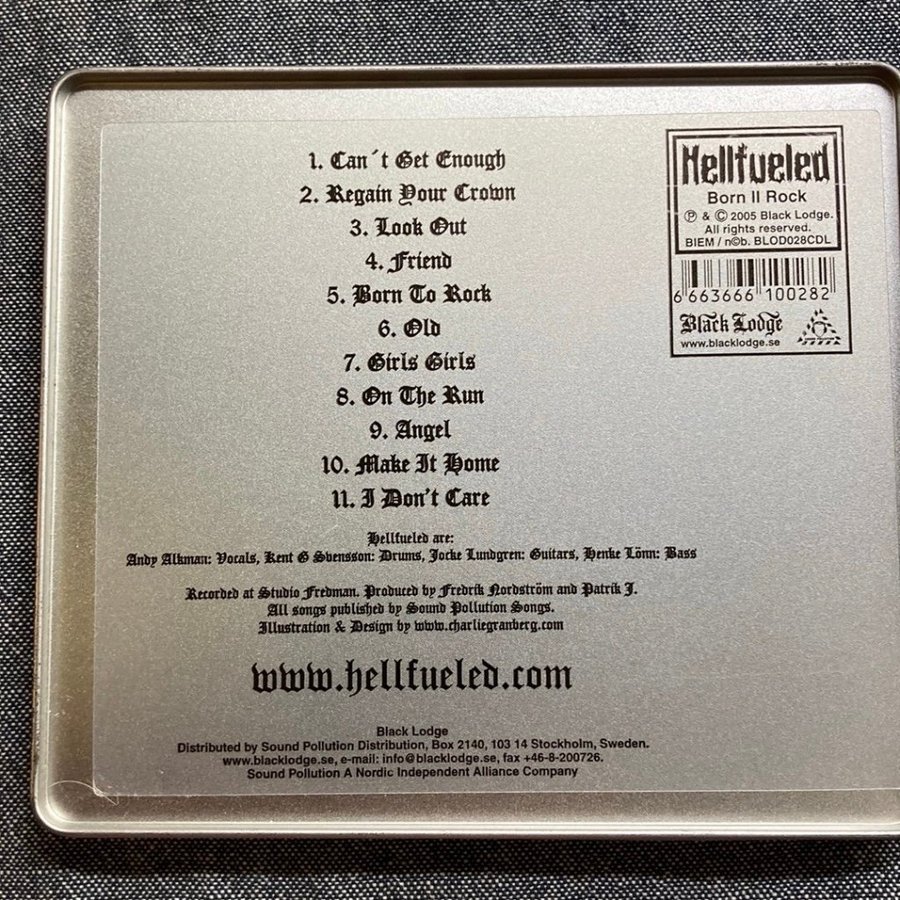 1. Can´t Get Enough
2. Regain Your Crown
3. Look Out
4. Friend
5. Born To Rock
6. Old
7. Girls Girls
8. On The Run
9. Angel
10. Make It Home
11. I Don't Care
Hellfueled are:
Andy Alkman: Vocals, Kent G Svensson: Drums, Jocke Lundgren: Guitars, Henke Lönn: Bass
Recorded at Studio Fredman. Produced by Fredrik Nordström and Patrik J.
All songs published by Sound Pollution Songs.
Illustration & Design by www.charliegranberg.com
www.hellfueled.com
Black Lodge
Distributed by Sound Pollution Distribution, Box 2140, 103 14 Stockholm, Sweden.
www.blacklodge.se, e-mail: info@blacklodge.se, fax +46-8-200726.
Sound Pollution A Nordic Independent Alliance Company
Hellfueled
Born II Rock
℗ & © 2005 Black Lodge.
All rights reserved.
BIEM / n©b. BLOD028CDL
6 663666 100282
Black Lodge
www.blacklodge.se